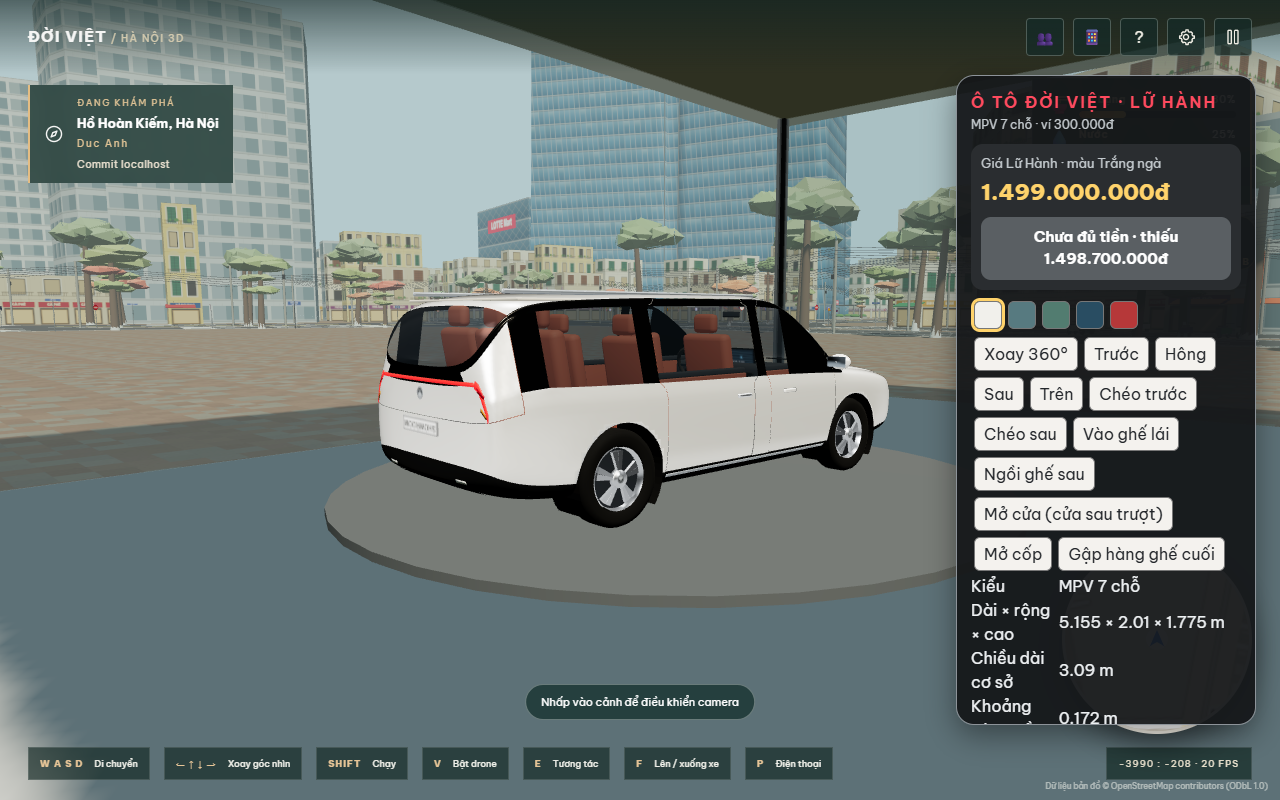 ĐỜI VIỆT / HÀ NỘI 3D
?
ĐANG KHÁM PHÁ
Hồ Hoàn Kiếm, Hà Nội
Duc Anh
Commit localhost
LOTTE Mart
Ô TÔ ĐỜI VIỆT · LỮ HÀNH
MPV 7 chỗ · ví 300.000đ
Giá Lữ Hành · màu Trắng ngà
1.499.000.000đ
Chưa đủ tiền · thiếu
1.498.700.000đ
Xoay 360° Trước Hông
Sau Trên Chéo trước
Chéo sau Vào ghế lái
Ngồi ghế sau
Mở cửa (cửa sau trượt)
Mở cốp Gập hàng ghế cuối
Kiểu MPV 7 chỗ
Dài × rộng
× cao 5.155 × 2.01 × 1.775 m
Chiều dài
cơ sở 3.09 m
Khoảng
0.172 m
Nhấp vào cảnh để điều khiển camera
W A S D Di chuyển
←↑↓→ Xoay góc nhìn
SHIFT Chạy
V Bật drone
E Tương tác
F Lên / xuống xe
P Điện thoại
-3990 : -208 · 20 FPS
Dữ liệu bản đồ © OpenStreetMap contributors (ODbL 1.0)